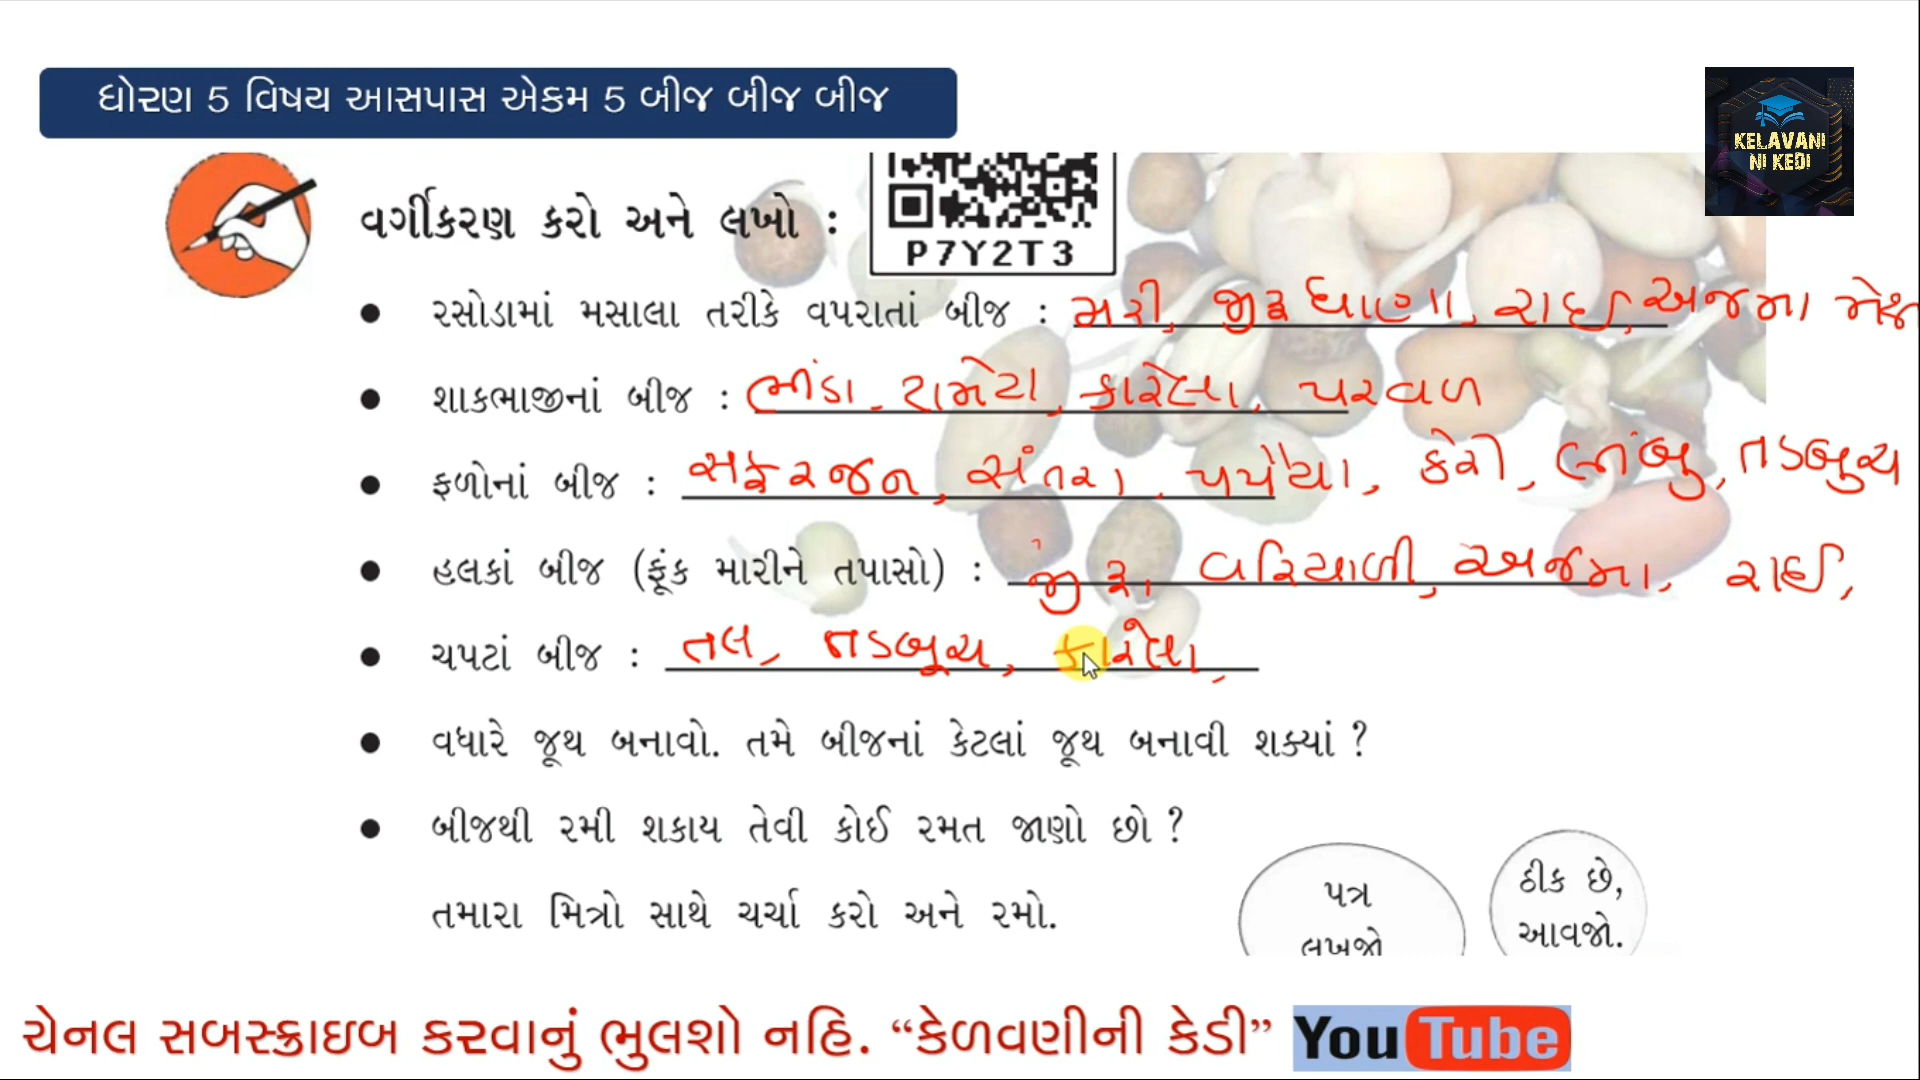 ધોરણ 5 વિષય આસપાસ એકમ 5 બીજ બીજ બીજ
KELAVANI
NI KEDI
વર્ગીકરણ કરો અને લખો :
P7Y2T3
રસોડામાં મસાલા તરીકે વપરાતાં બીજ : મરી, જીરૂ ધાણા, રાઈ, અજમા
શાકભાજીનાં બીજ : ભીંડા, ટામેટા, કારેલા, પરવળ
ફળોનાં બીજ : સફરજન, સંતરા, પપૈયા, કેરી, લીંબુ, તડબુચ
હલકાં બીજ (ફૂંક મારીને તપાસો) : જીરૂ, વરિયાળી, અજમા, રાઈ,
ચપટાં બીજ : તલ, તડબૂચ, કારેલા,
વધારે જૂથ બનાવો. તમે બીજનાં કેટલાં જૂથ બનાવી શક્યાં ?
બીજથી રમી શકાય તેવી કોઈ રમત જાણો છો ?
તમારા મિત્રો સાથે ચર્ચા કરો અને રમો.
પત્ર
લખજો
ઠીક છે,
આવજો.
ચેનલ સબસ્ક્રાઇબ કરવાનું ભુલશો નહિ. “કેળવણીની કેડી” YouTube